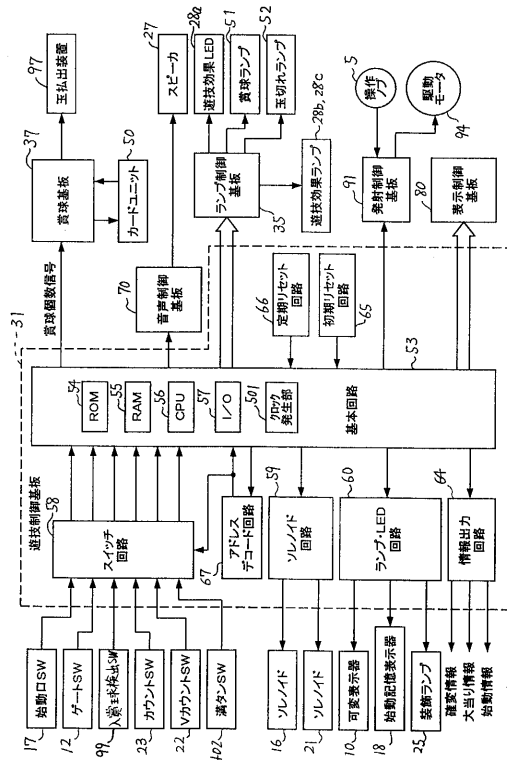 31
遊技制御基板
17
始動口SW
12
ゲートSW
99
入賞球検出SW
23
カウントSW
22
VカウントSW
102
満タンSW
58
スイッチ
回路
67
アドレス
デコード回路
16
ソレノイド
21
ソレノイド
59
ソレノイド
回路
10
可変表示器
18
始動記憶表示器
25
装飾ランプ
60
ランプ・LED
回路
64
情報出力
回路
確変情報
大当り情報
始動情報
54
ROM
55
RAM
56
CPU
57
I/O
501
クロック
発生部
基本回路
53
66
定期リセット
回路
初期リセット
回路
65
賞球個数信号
37
賞球基板
97
玉払出装置
50
カードユニット
70
音声制御
基板
27
スピーカ
28a
遊技効果LED
51
賞球ランプ
52
玉切れランプ
ランプ制御
基板
35
遊技効果ランプ
28b, 28c
91
発射制御
基板
5
操作
ノブ
駆動
モータ
94
80
表示制御
基板